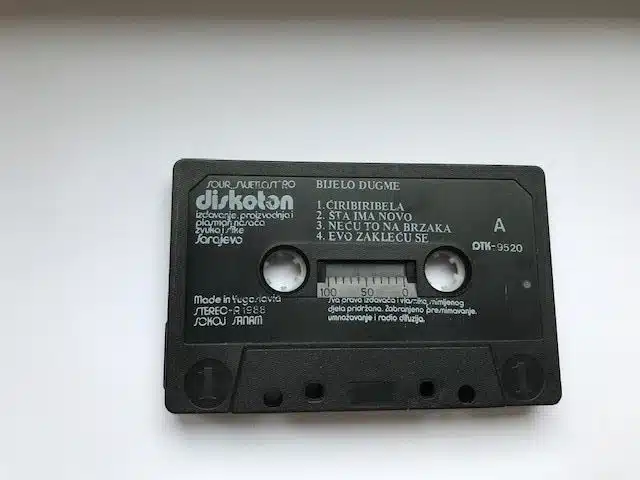 SOUR „SVJETLOST" RO
diskoton
izdavanje, proizvodnja i
plasman nosača
zvuka i slike
Sarajevo
BIJELO DUGME
1. ĆIRIBIRIBELA
2. ŠTA IMA NOVO
3. NEĆU TO NA BRZAKA
4. EVO ZAKLEĆU SE
A
DTK-9520
100 50 0
Made in Yugoslavia
STEREO-℗ 1988
SOKOJ SANAM
Sva prava izdavača i vlasnika snimljenog
djela pridržana. Zabranjeno presnimavanje,
umnožavanje i radio difuzija.
1
1